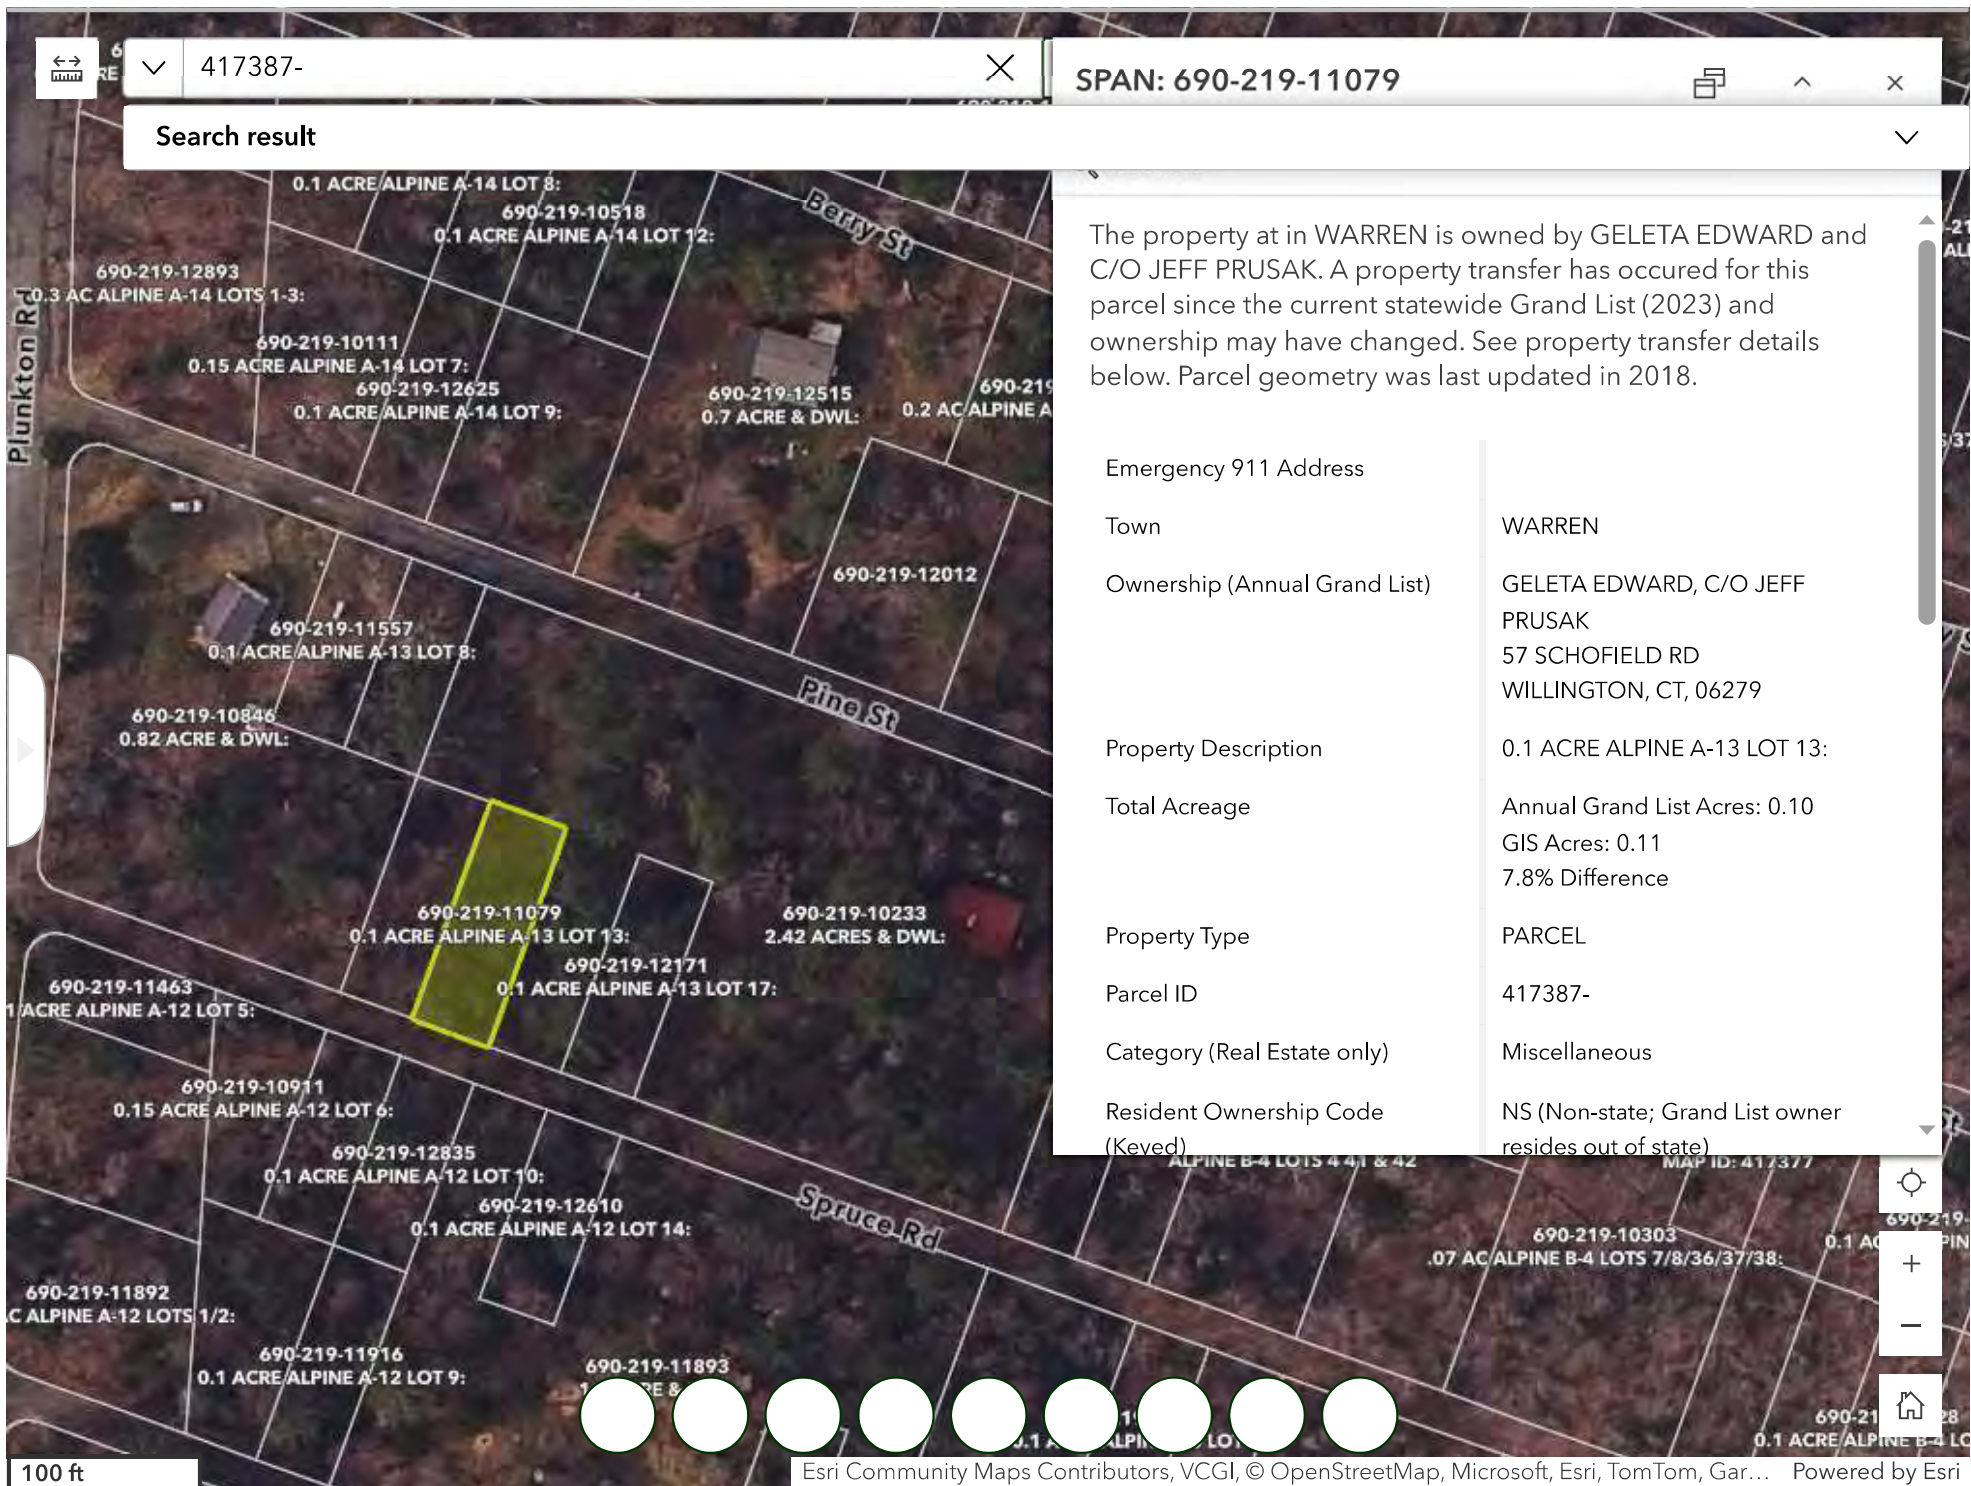 417387-
SPAN: 690-219-11079
Search result
0.1 ACRE ALPINE A-14 LOT 8:
690-219-10518
0.1 ACRE ALPINE A-14 LOT 12:
Berry St
690-219-12893
0.3 AC ALPINE A-14 LOTS 1-3:
Plunkton Rd
690-219-10111
0.15 ACRE ALPINE A-14 LOT 7:
690-219-12625
0.1 ACRE ALPINE A-14 LOT 9:
690-219-12515
0.7 ACRE & DWL:
690-219
0.2 AC ALPINE A
690-219-12012
690-219-11557
0.1 ACRE ALPINE A-13 LOT 8:
Pine St
690-219-10846
0.82 ACRE & DWL:
690-219-11079
0.1 ACRE ALPINE A-13 LOT 13:
690-219-10233
2.42 ACRES & DWL:
690-219-12171
0.1 ACRE ALPINE A-13 LOT 17:
690-219-11463
1 ACRE ALPINE A-12 LOT 5:
690-219-10911
0.15 ACRE ALPINE A-12 LOT 6:
690-219-12835
0.1 ACRE ALPINE A-12 LOT 10:
690-219-12610
0.1 ACRE ALPINE A-12 LOT 14:
Spruce Rd
690-219-11892
C ALPINE A-12 LOTS 1/2:
690-219-11916
0.1 ACRE ALPINE A-12 LOT 9:
690-219-11893
The property at in WARREN is owned by GELETA EDWARD and
C/O JEFF PRUSAK. A property transfer has occured for this
parcel since the current statewide Grand List (2023) and
ownership may have changed. See property transfer details
below. Parcel geometry was last updated in 2018.
Emergency 911 Address
Town WARREN
Ownership (Annual Grand List) GELETA EDWARD, C/O JEFF
PRUSAK
57 SCHOFIELD RD
WILLINGTON, CT, 06279
Property Description 0.1 ACRE ALPINE A-13 LOT 13:
Total Acreage Annual Grand List Acres: 0.10
GIS Acres: 0.11
7.8% Difference
Property Type PARCEL
Parcel ID 417387-
Category (Real Estate only) Miscellaneous
Resident Ownership Code NS (Non-state; Grand List owner
(Keyed) resides out of state)
ALPINE B-4 LOTS 4 41 & 42
MAP ID: 417377
690-219-10303
.07 AC ALPINE B-4 LOTS 7/8/36/37/38:
690-219-
0.1 AC
690-21
0.1 ACRE ALPINE B-4 LO
100 ft
Esri Community Maps Contributors, VCGI, © OpenStreetMap, Microsoft, Esri, TomTom, Gar... Powered by Esri